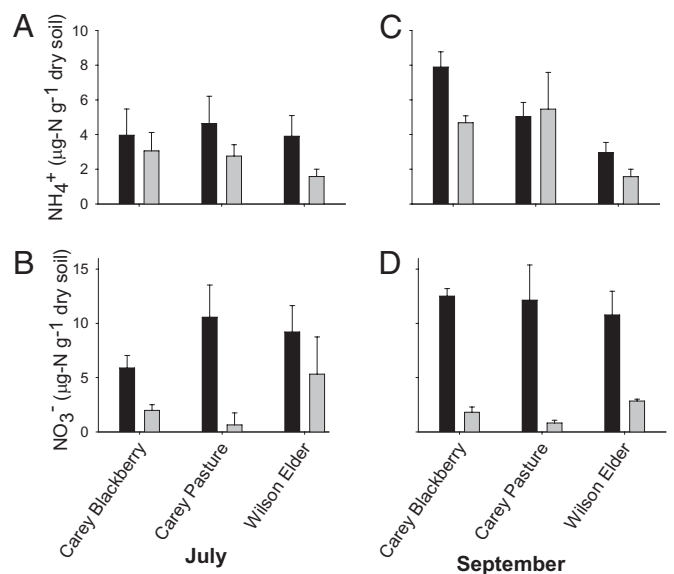 A
C
NH4+ (μg-N g-1 dry soil)
10
8
6
4
2
0
B
D
NO3- (μg-N g-1 dry soil)
15
10
5
0
Carey Blackberry
Carey Pasture
Wilson Elder
Carey Blackberry
Carey Pasture
Wilson Elder
July
September